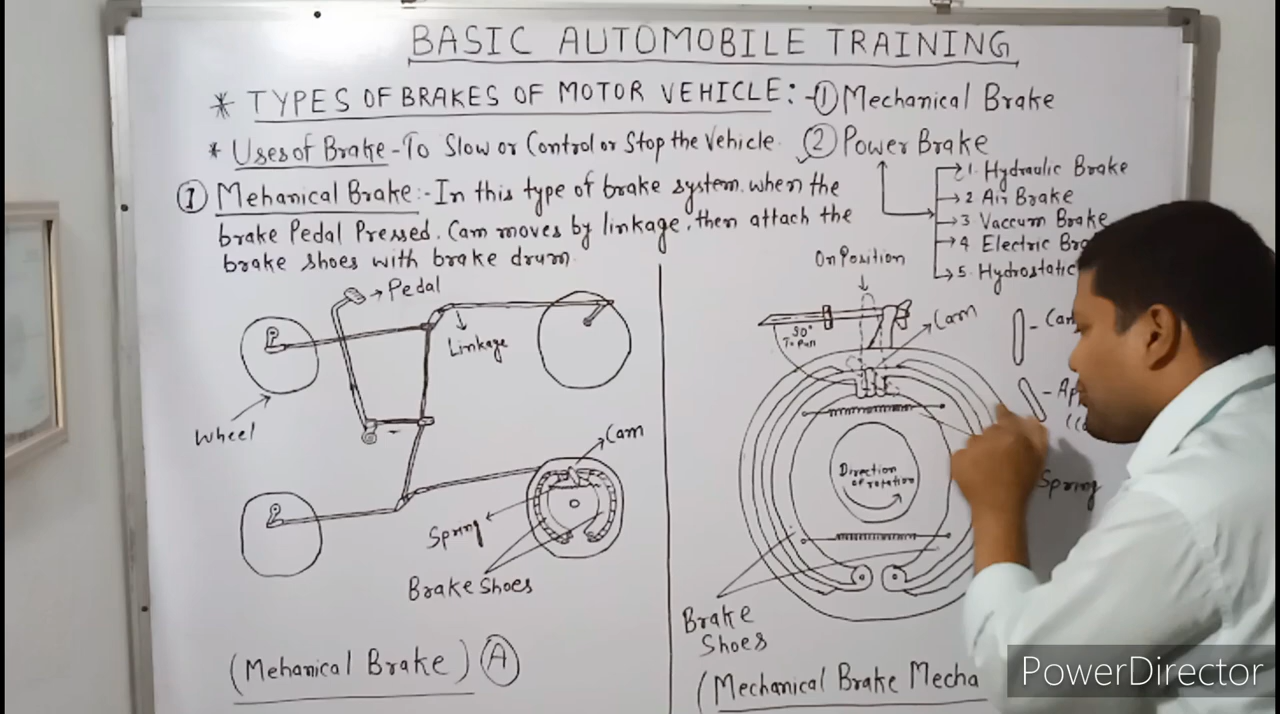 BASIC AUTOMOBILE TRAINING
* TYPES OF BRAKES OF MOTOR VEHICLE: - ① Mechanical Brake
* Uses of Brake - To Slow or Control or Stop the Vehicle. ② Power Brake
→ 1. Hydraulic Brake
→ 2 Air Brake
→ 3 Vaccum Brake
→ 4 Electric
→ 5. Hydrostatic
① Mehanical Brake :- In this type of brake system. when the
brake Pedal Pressed. Cam moves by linkage, then attach the
brake shoes with brake drum.
→ Pedal
Linkage
Wheel
Cam
Spring
Brake Shoes
(Mehanical Brake) Ⓐ
On Position
Cam
To Pull
Direction
of rotation
Spring
Brake
Shoes
(Mechanical Brake
PowerDirector